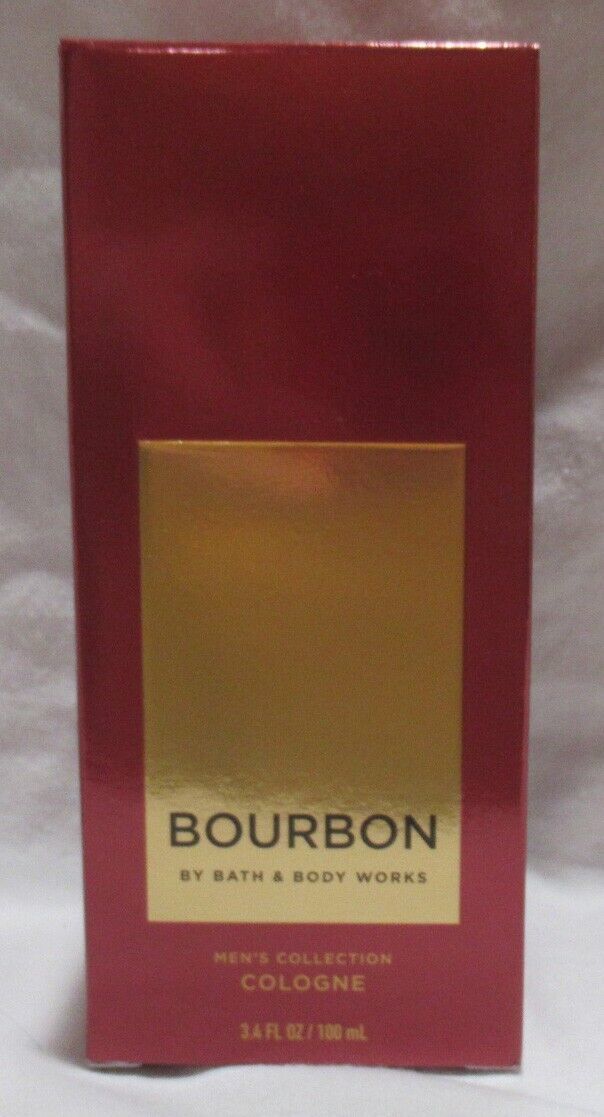 BOURBON
BY BATH & BODY WORKS
MEN'S COLLECTION
COLOGNE
3.4 FL OZ / 100 mL